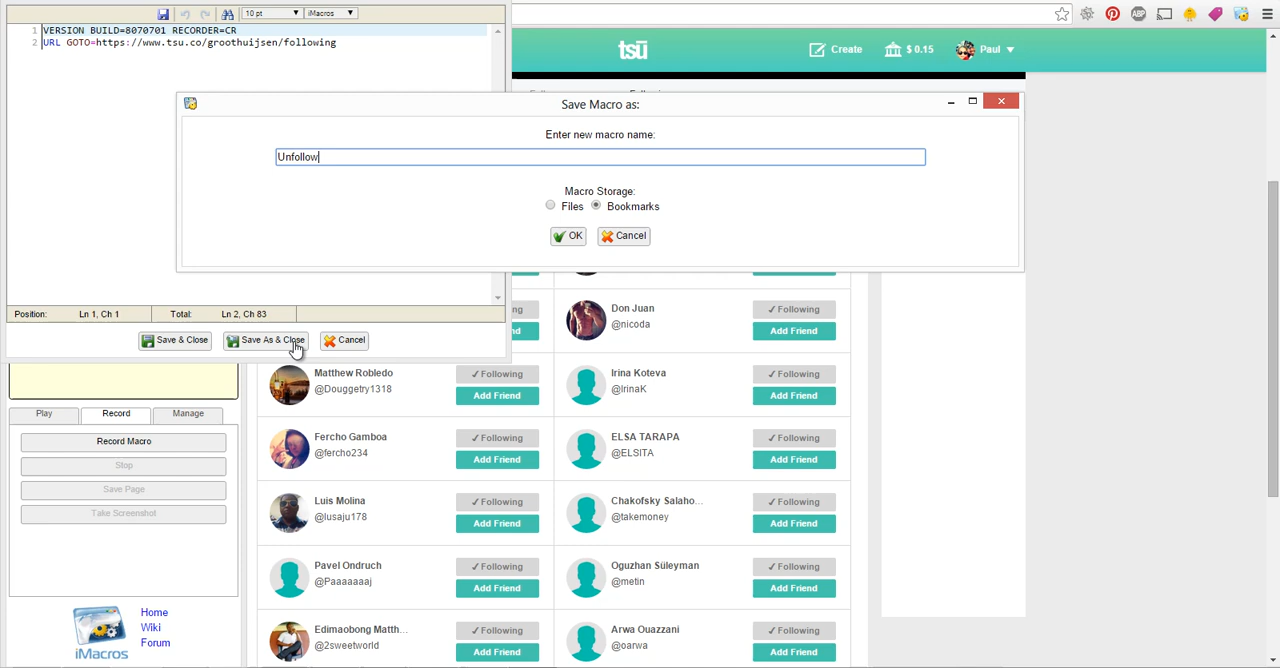 10 pt
iMacros
1 VERSION BUILD=8070701 RECORDER=CR
2 URL GOTO=https://www.tsu.co/groothuijsen/following
tsū
Create
$ 0.15
Paul
ABP
Save Macro as:
Enter new macro name:
Unfollow
Macro Storage:
Files
Bookmarks
OK
Cancel
Position:
Ln 1, Ch 1
Total:
Ln 2, Ch 83
Save & Close
Save As & Close
Cancel
Play
Record
Manage
Record Macro
Stop
Save Page
Take Screenshot
iMacros
Home
Wiki
Forum
ng
Don Juan
@nicoda
✓ Following
Add Friend
Matthew Robledo
@Douggetry1318
✓ Following
Add Friend
Irina Koteva
@IrinaK
✓ Following
Add Friend
Fercho Gamboa
@fercho234
✓ Following
Add Friend
ELSA TARAPA
@ELSITA
✓ Following
Add Friend
Luis Molina
@lusaju178
✓ Following
Add Friend
Chakofsky Salaho...
@takemoney
✓ Following
Add Friend
Pavel Ondruch
@Paaaaaaaj
✓ Following
Add Friend
Oguzhan Süleyman
@metin
✓ Following
Add Friend
Edimaobong Matth...
@2sweetworld
✓ Following
Add Friend
Arwa Ouazzani
@oarwa
✓ Following
Add Friend